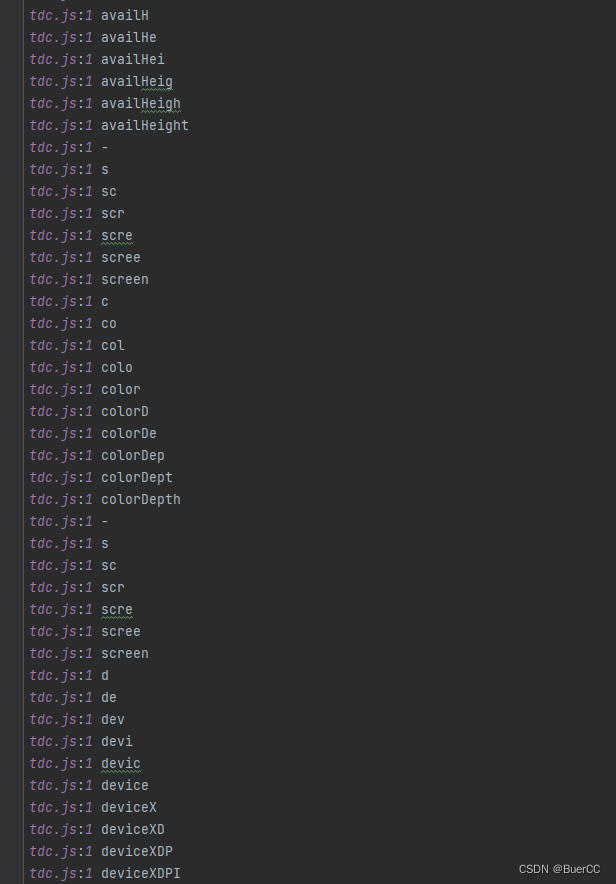 tdc.js:1 availH
tdc.js:1 availHe
tdc.js:1 availHei
tdc.js:1 availHeig
tdc.js:1 availHeigh
tdc.js:1 availHeight
tdc.js:1 -
tdc.js:1 s
tdc.js:1 sc
tdc.js:1 scr
tdc.js:1 scre
tdc.js:1 scree
tdc.js:1 screen
tdc.js:1 c
tdc.js:1 co
tdc.js:1 col
tdc.js:1 colo
tdc.js:1 color
tdc.js:1 colorD
tdc.js:1 colorDe
tdc.js:1 colorDep
tdc.js:1 colorDept
tdc.js:1 colorDepth
tdc.js:1 -
tdc.js:1 s
tdc.js:1 sc
tdc.js:1 scr
tdc.js:1 scre
tdc.js:1 scree
tdc.js:1 screen
tdc.js:1 d
tdc.js:1 de
tdc.js:1 dev
tdc.js:1 devi
tdc.js:1 devic
tdc.js:1 device
tdc.js:1 deviceX
tdc.js:1 deviceXD
tdc.js:1 deviceXDP
tdc.js:1 deviceXDPI
CSDN @BuerCC